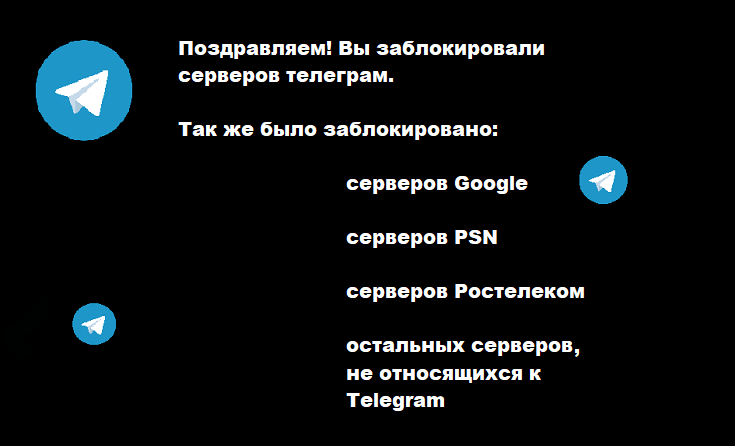 Поздравляем! Вы заблокировали
серверов телеграм.
Так же было заблокировано:
серверов Google
серверов PSN
серверов Ростелеком
остальных серверов,
не относящихся к
Telegram